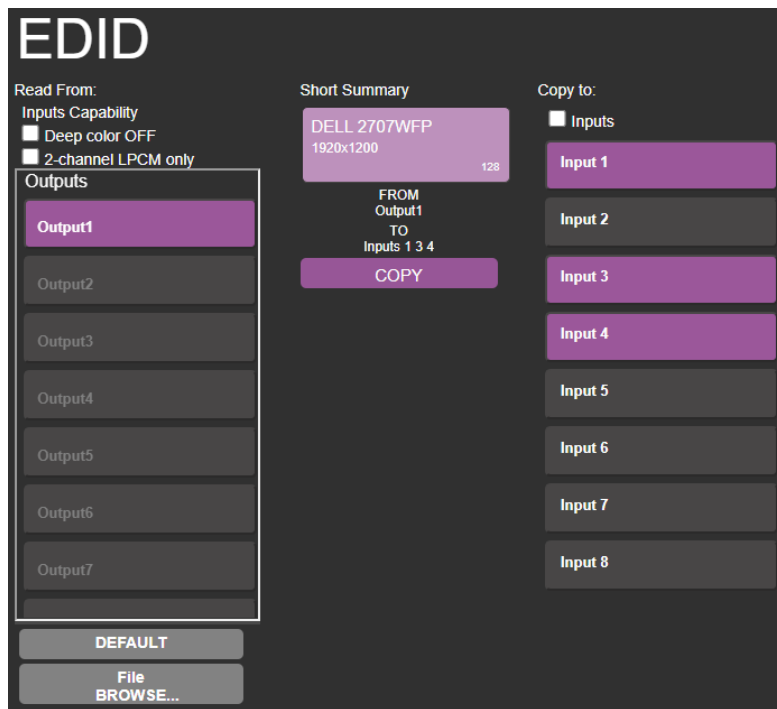 EDID
Read From:
Inputs Capability
Deep color OFF
2-channel LPCM only
Outputs
Output1
Output2
Output3
Output4
Output5
Output6
Output7
DEFAULT
File
BROWSE...
Short Summary
DELL 2707WFP
1920x1200
128
FROM
Output1
TO
Inputs 1 3 4
COPY
Copy to:
Inputs
Input 1
Input 2
Input 3
Input 4
Input 5
Input 6
Input 7
Input 8